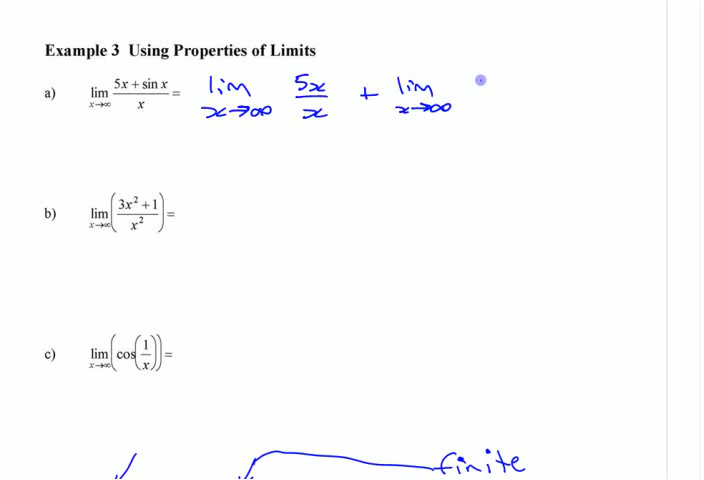 Example 3 Using Properties of Limits
a) lim x→∞ (5x + sin x)/x = lim x→∞ 5x/x + lim x→∞
b) lim x→∞ ((3x² + 1)/x²) =
c) lim x→∞ (cos(1/x)) =
finite